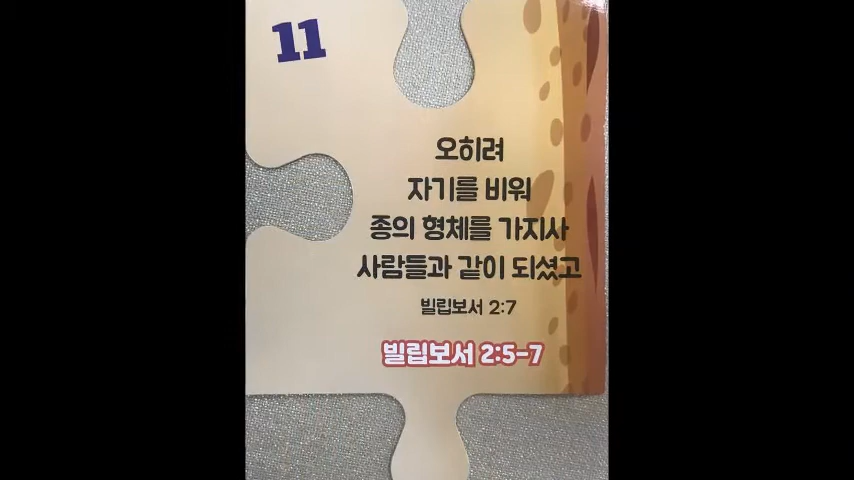 11
오히려
자기를 비워
종의 형체를 가지사
사람들과 같이 되셨고
빌립보서 2:7
빌립보서 2:5-7